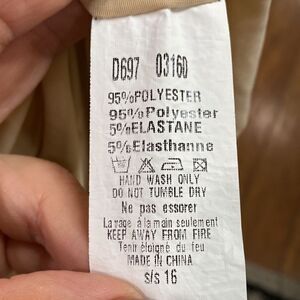 D697 03160
95%POLYESTER
95%Polyester
5%ELASTANE
5%Elasthanne
HAND WASH ONLY
DO NOT TUMBLE DRY
Ne pas essorer
Lavage à la main seulement
KEEP AWAY FROM FIRE
Tenir éloigné du feu
MADE IN CHINA
s/s 16